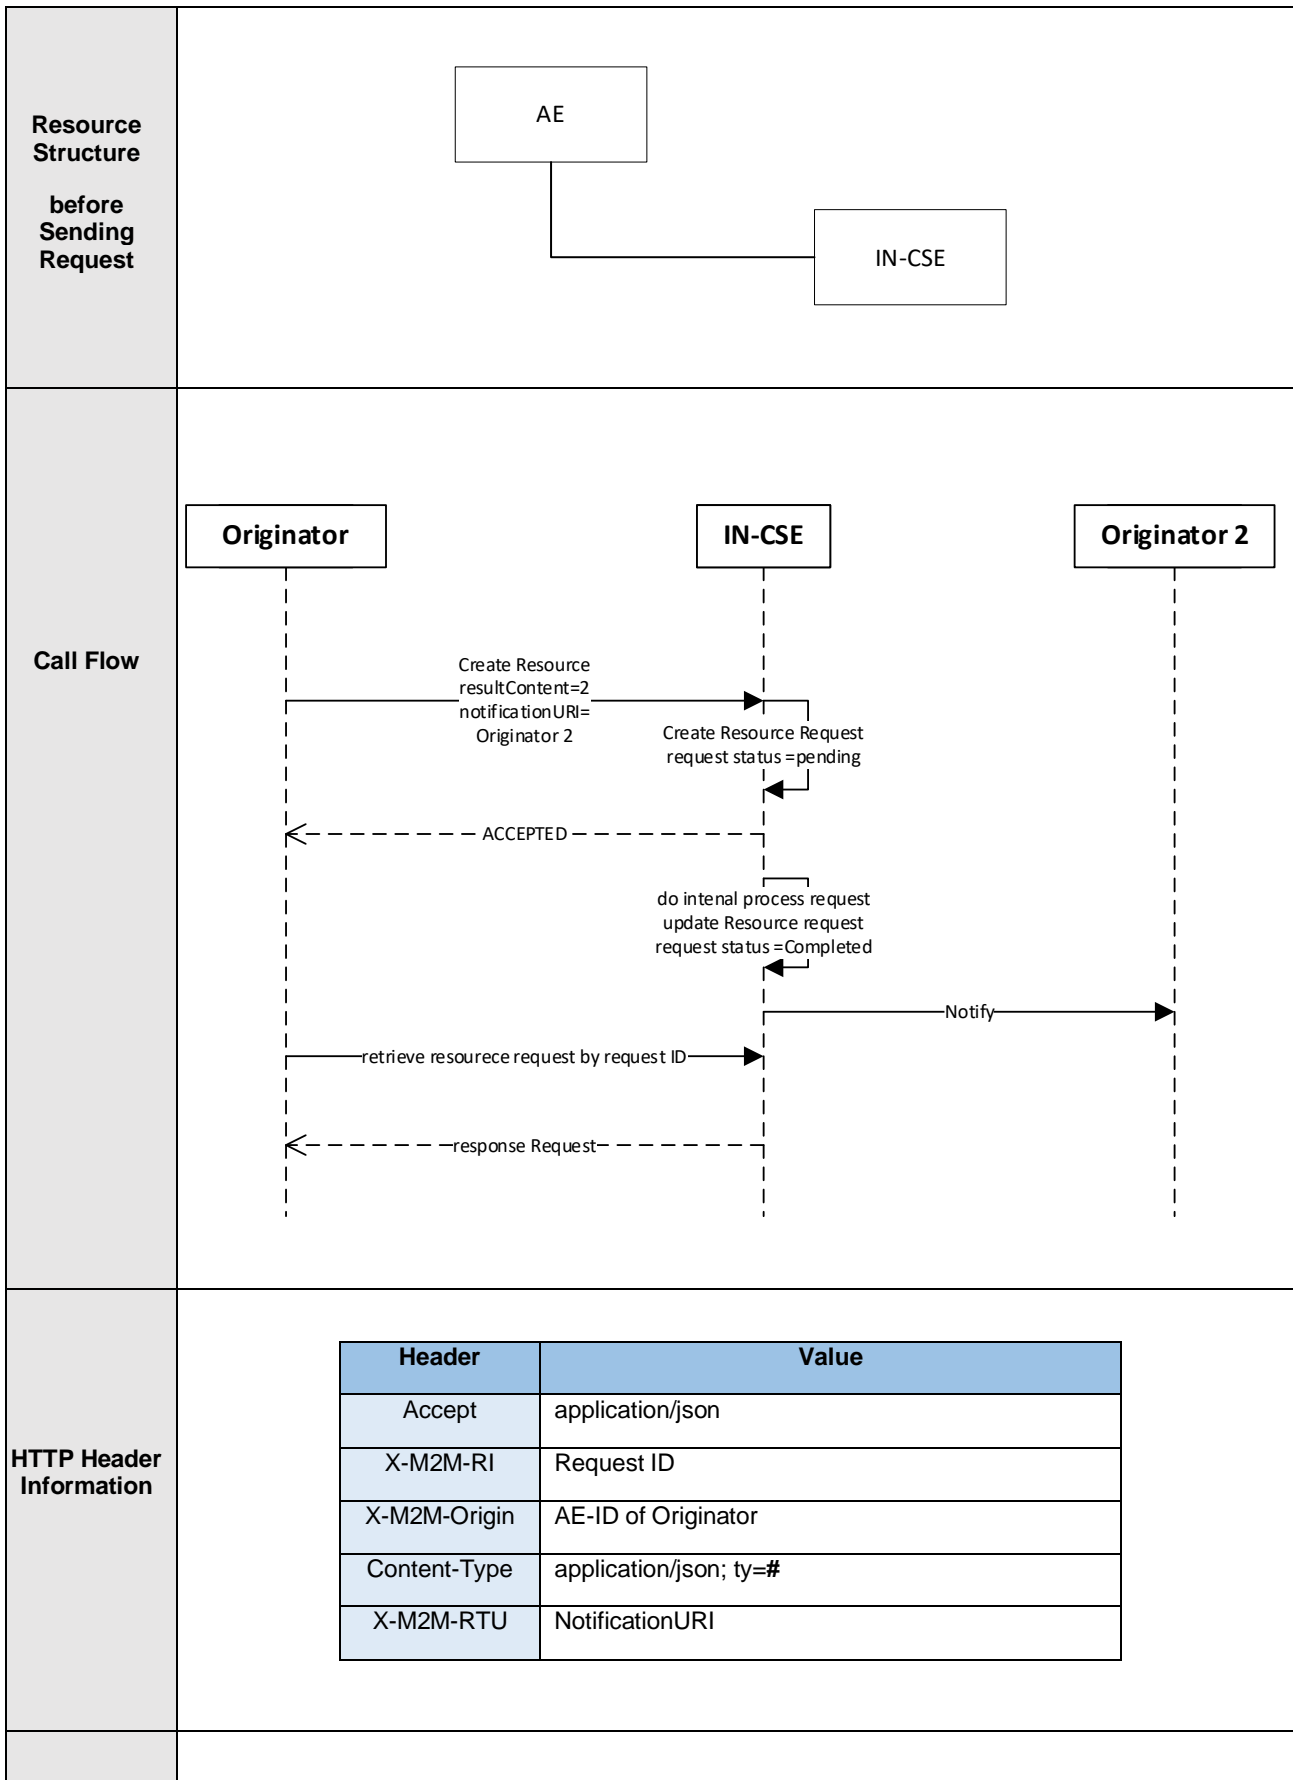 Resource
Structure
before
Sending
Request
AE
IN-CSE
Call Flow
Originator
IN-CSE
Originator 2
Create Resource
resultContent=2
notificationURI=
Originator 2
Create Resource Request
request status =pending
ACCEPTED
do intenal process request
update Resource request
request status =Completed
Notify
retrieve resourece request by request ID
response Request
HTTP Header
Information
Header Value
Accept application/json
X-M2M-RI Request ID
X-M2M-Origin AE-ID of Originator
Content-Type application/json; ty=#
X-M2M-RTU NotificationURI